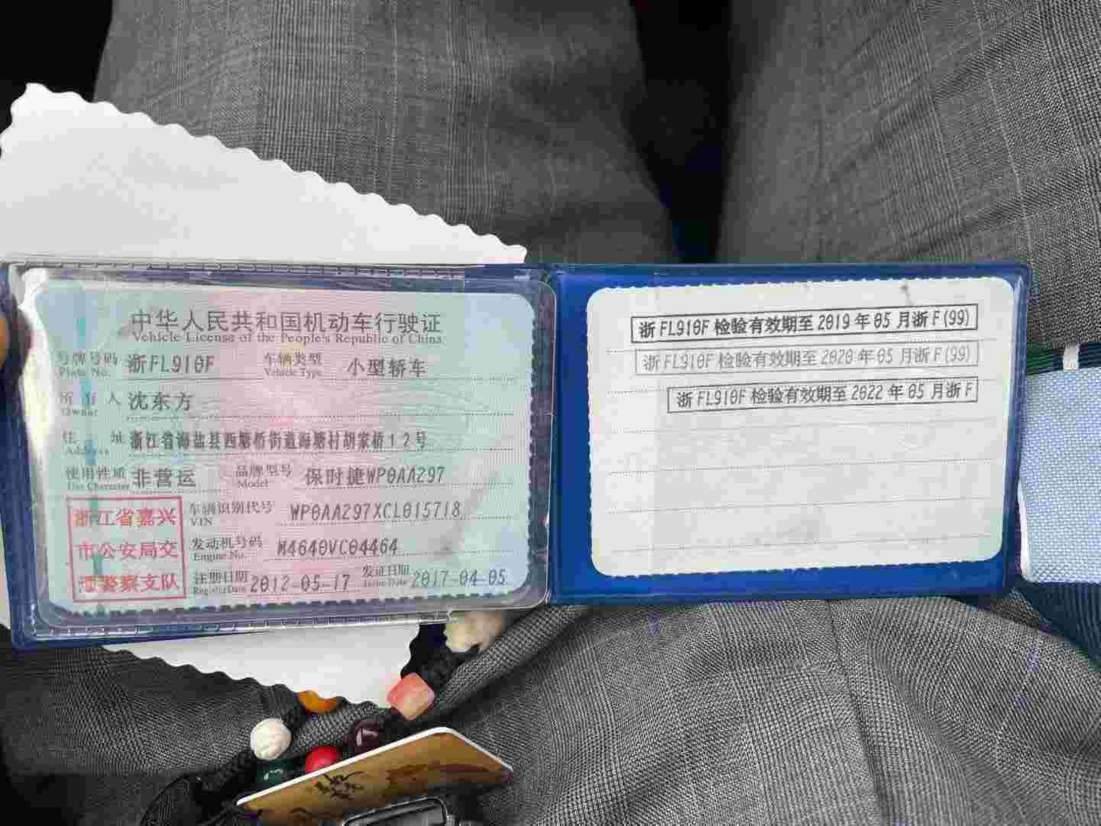 中华人民共和国机动车行驶证
Vehicle License of the People's Republic of China
号牌号码 浙FL910F 车辆类型 小型轿车
Plate No. Vehicle Type
所有人 沈东方
Owner
住址 浙江省海盐县西塘桥街道海塘村胡家桥12号
Address
使用性质 非营运 品牌型号 保时捷WP0AA297
Use Character Model
浙江省嘉兴
市公安局交
通警察支队
车辆识别代号 WP0AA297XCL015718
VIN
发动机号码 M4640VC04464
Engine No.
注册日期 2012-05-17 发证日期 2017-04-05
Register Date Issue Date
浙FL910F检验有效期至2019年05月浙F(99)
浙FL910F检验有效期至2020年05月浙F(99)
浙FL910F检验有效期至2022年05月浙F